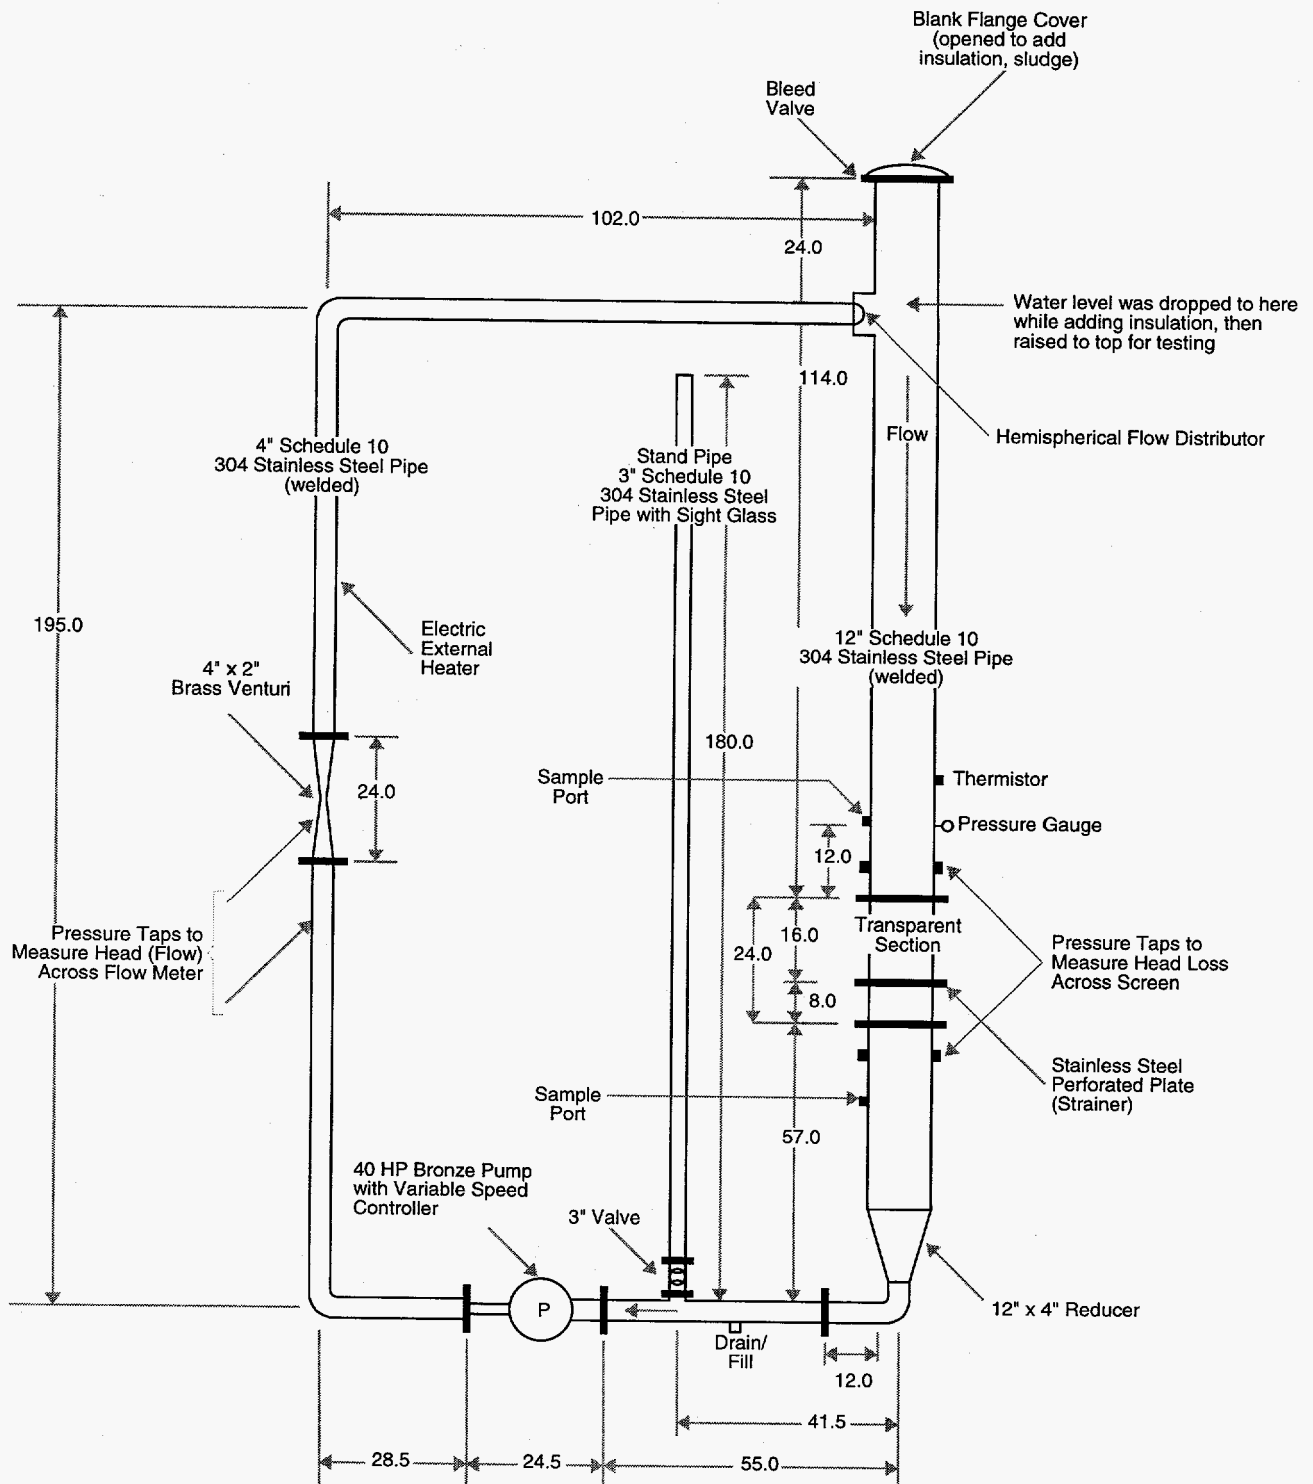 Blank Flange Cover
(opened to add
insulation, sludge)
Bleed
Valve
102.0
24.0
Water level was dropped to here
while adding insulation, then
raised to top for testing
114.0
Flow
Hemispherical Flow Distributor
4" Schedule 10
304 Stainless Steel Pipe
(welded)
Stand Pipe
3" Schedule 10
304 Stainless Steel
Pipe with Sight Glass
195.0
Electric
External
Heater
12" Schedule 10
304 Stainless Steel Pipe
(welded)
4" x 2"
Brass Venturi
180.0
24.0
Sample
Port
Thermistor
Pressure Gauge
12.0
Pressure Taps to
Measure Head (Flow)
Across Flow Meter
Transparent
Section
16.0
24.0
8.0
Pressure Taps to
Measure Head Loss
Across Screen
Stainless Steel
Perforated Plate
(Strainer)
Sample
Port
57.0
40 HP Bronze Pump
with Variable Speed
Controller
3" Valve
P
12" x 4" Reducer
Drain/
Fill
12.0
41.5
28.5
24.5
55.0